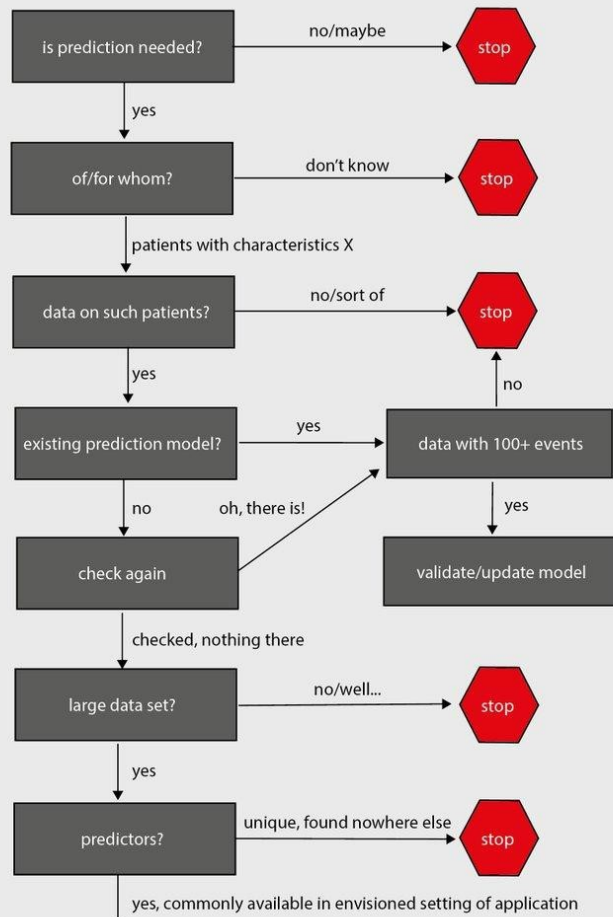 is prediction needed?
no/maybe
stop
yes
of/for whom?
don't know
stop
patients with characteristics X
data on such patients?
no/sort of
stop
yes
no
existing prediction model?
yes
data with 100+ events
no
oh, there is!
yes
check again
validate/update model
checked, nothing there
large data set?
no/well...
stop
yes
predictors?
unique, found nowhere else
stop
yes, commonly available in envisioned setting of application